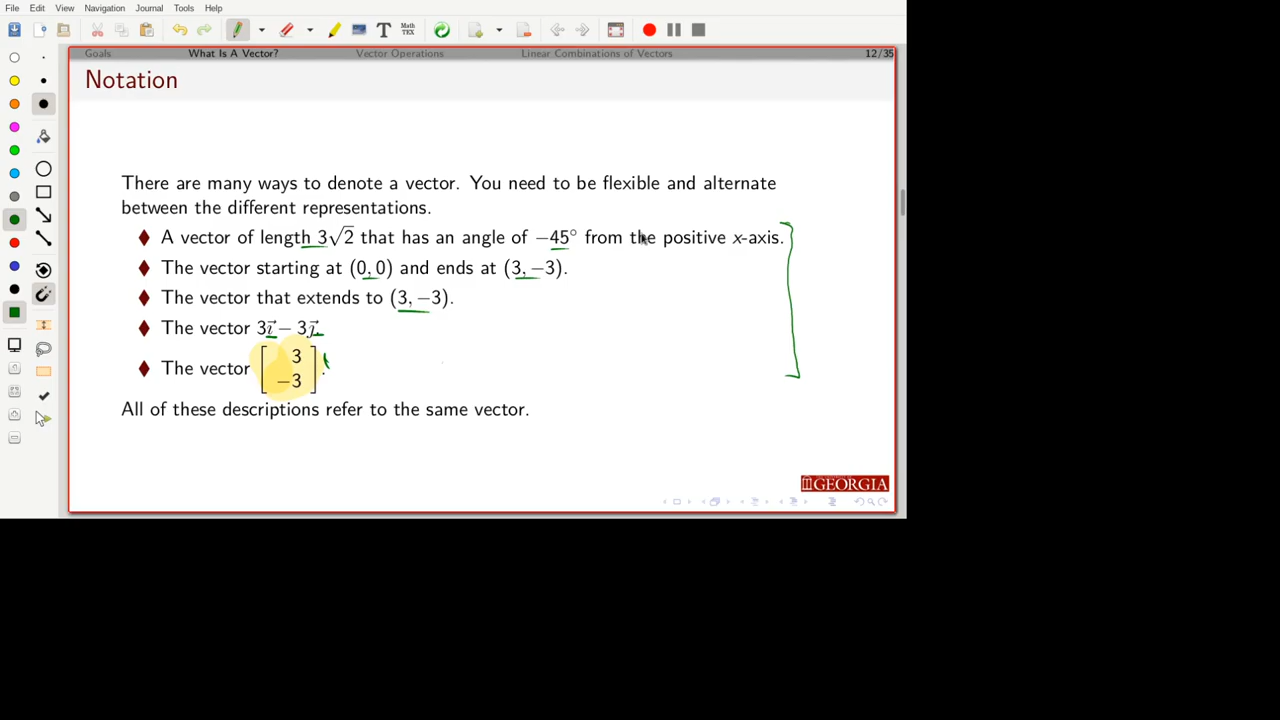 File Edit View Navigation Journal Tools Help
T Math TEX
Goals What Is A Vector? Vector Operations Linear Combinations of Vectors 12/35
Notation
There are many ways to denote a vector. You need to be flexible and alternate
between the different representations.
A vector of length 3√2 that has an angle of −45° from the positive x-axis.
The vector starting at (0, 0) and ends at (3, −3).
The vector that extends to (3, −3).
The vector 3i⃗ − 3j⃗.
The vector [ 3
−3 ].
All of these descriptions refer to the same vector.
GEORGIA